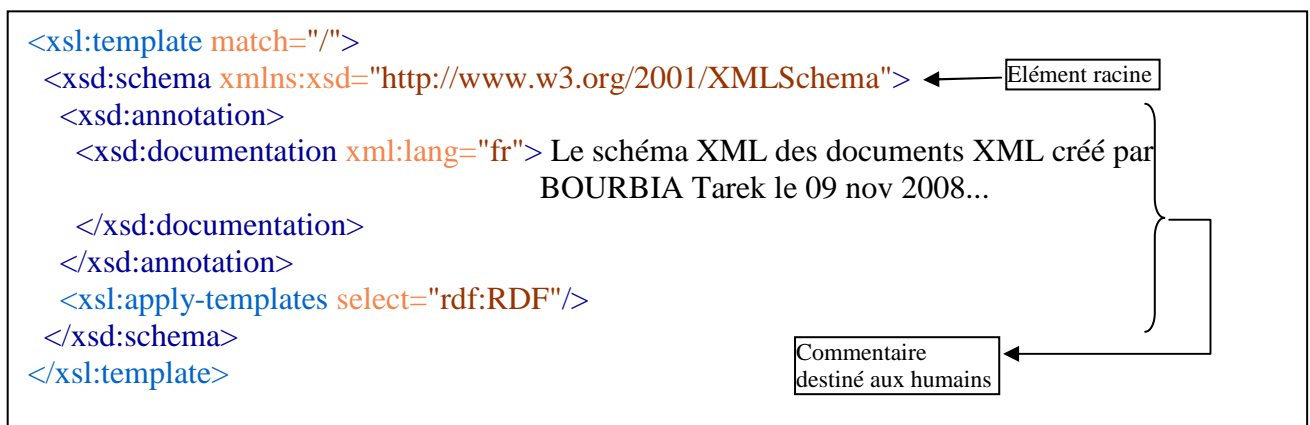 <xsl:template match="/">
<xsd:schema xmlns:xsd="http://www.w3.org/2001/XMLSchema"> Elément racine
<xsd:annotation>
<xsd:documentation xml:lang="fr"> Le schéma XML des documents XML créé par
BOURBIA Tarek le 09 nov 2008...
</xsd:documentation>
</xsd:annotation>
<xsl:apply-templates select="rdf:RDF"/>
</xsd:schema>
</xsl:template>
Commentaire
destiné aux humains